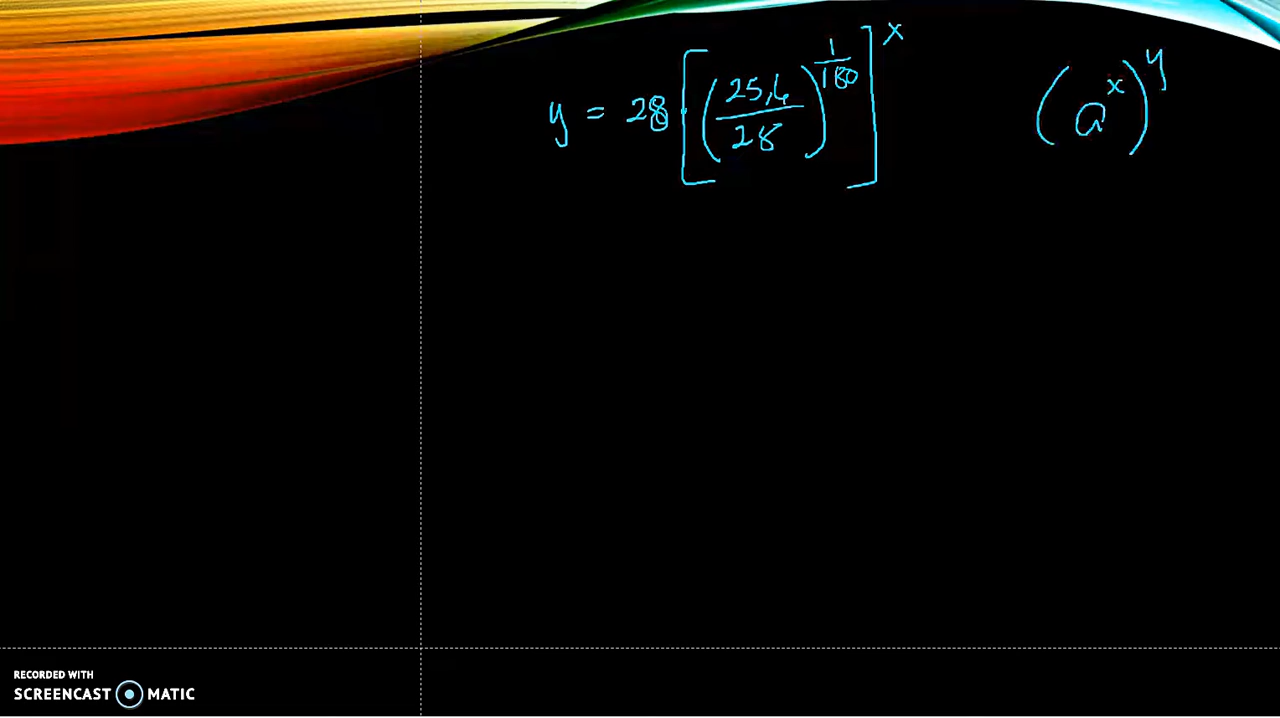 y = 28 [(25,6/28)^(1/180)]^x
(a^x)^y
RECORDED WITH
SCREENCAST MATIC